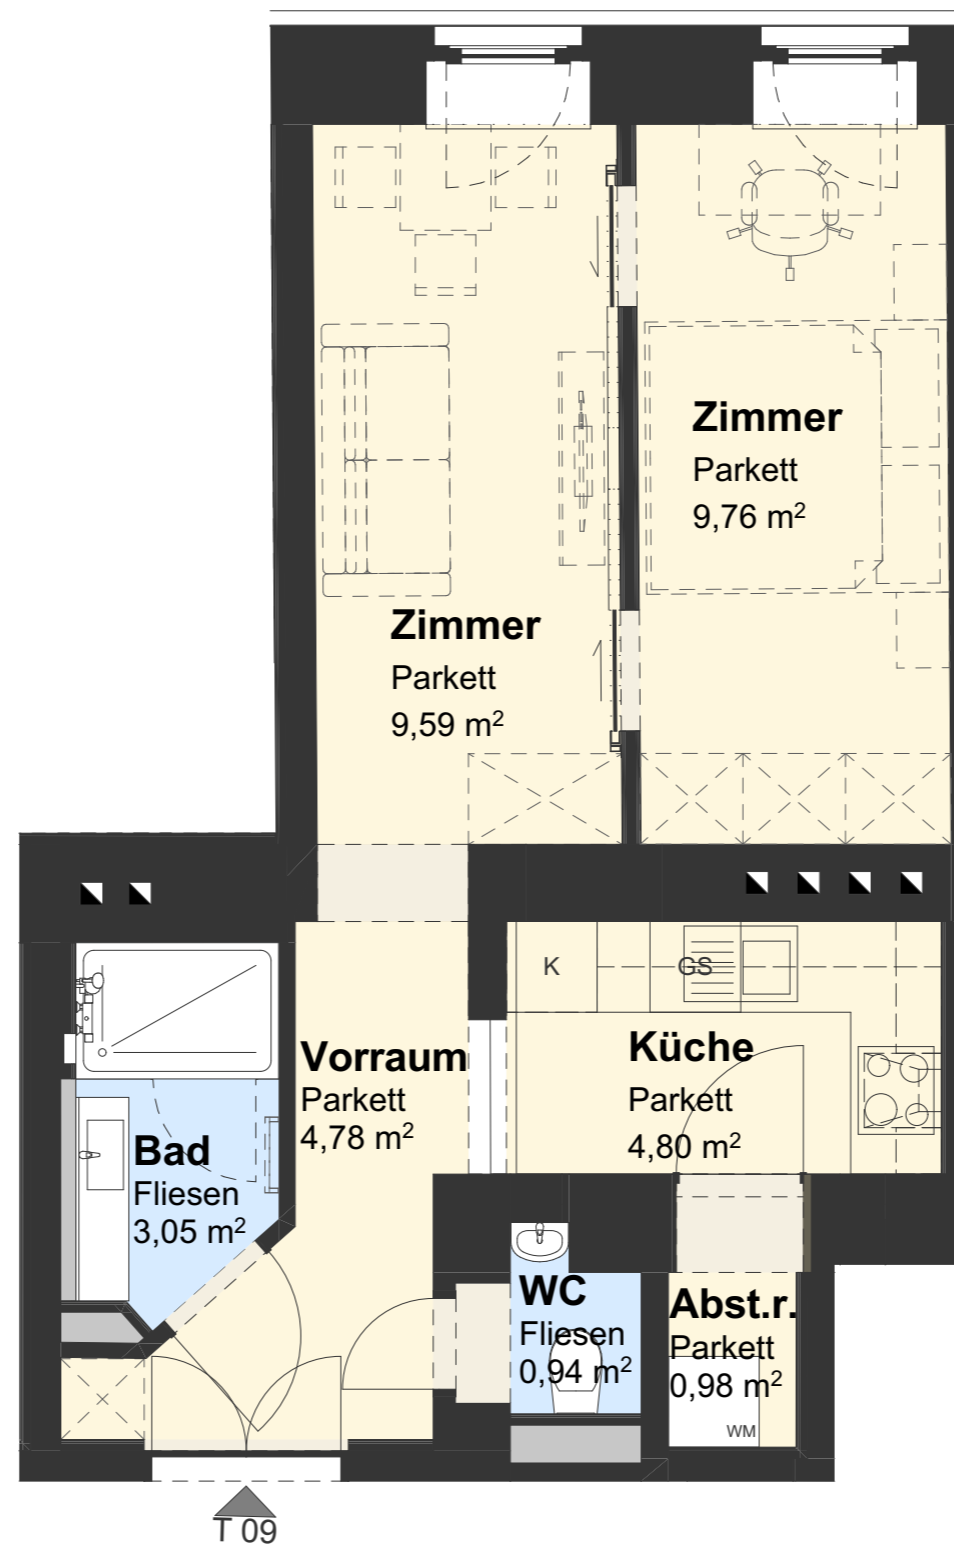 Zimmer
Parkett
9,76 m²
Zimmer
Parkett
9,59 m²
K
GS
Vorraum
Parkett
4,78 m²
Küche
Parkett
4,80 m²
Bad
Fliesen
3,05 m²
WC
Fliesen
0,94 m²
Abst.r.
Parkett
0,98 m²
WM
T 09